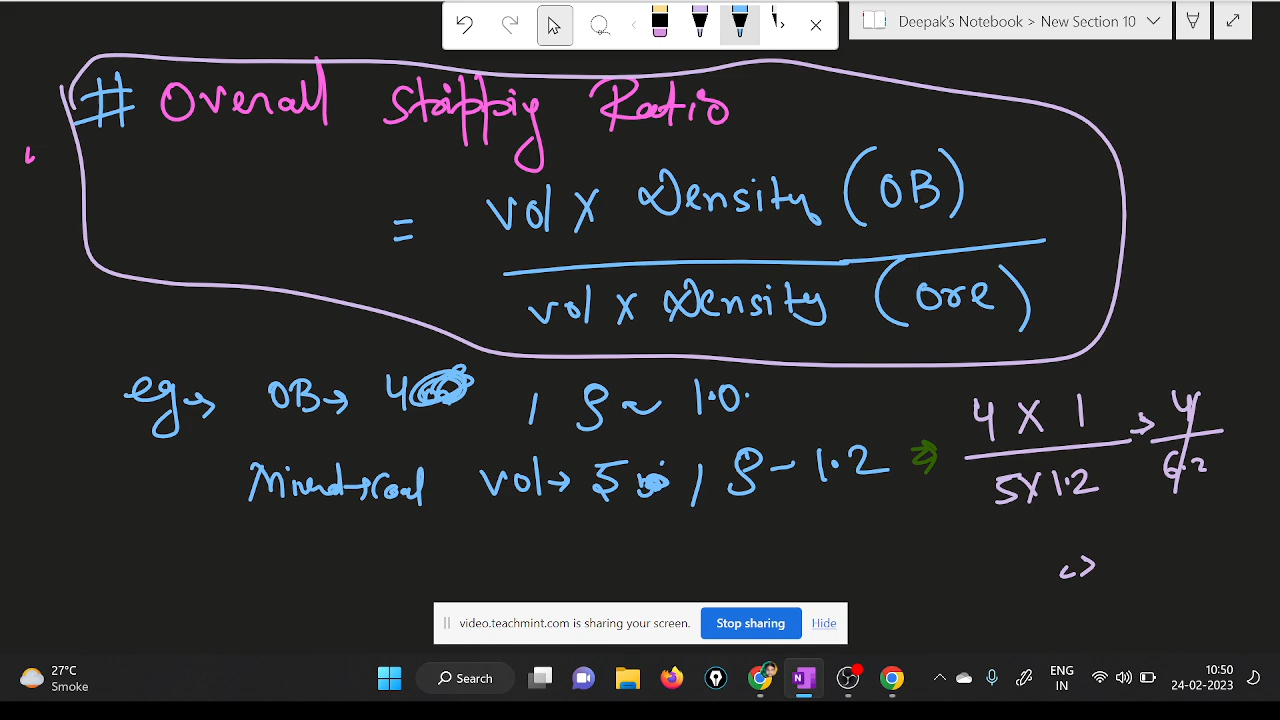 Deepak's Notebook > New Section 10
# Overall Stripping Ratio
= vol x Density (OB)
vol x Density (Ore)
eg → OB → 4 , ρ ~ 1.0.
4 x 1 → 4
Mineral → Coal vol → 5 , ρ ~ 1.2 ⇒ 5 x 1.2 6.2
video.teachmint.com is sharing your screen. Stop sharing Hide
27°C
Smoke
Search
ENG
IN
10:50
24-02-2023